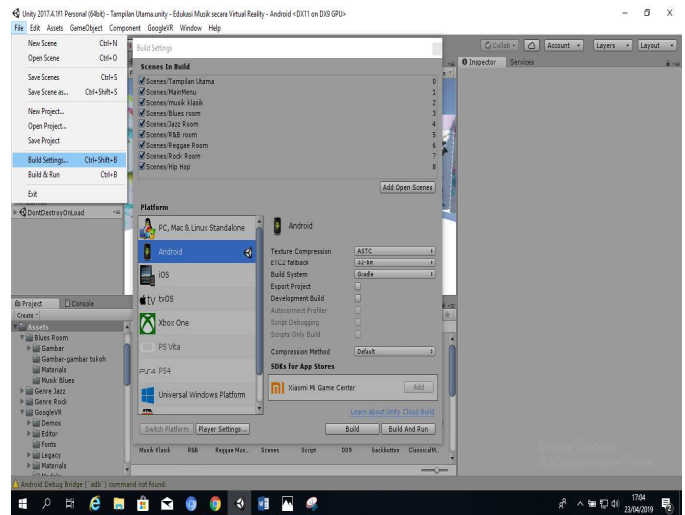 Unity 2017.4.1f1 Personal (64bit) - Tampilan Utama.unity - Edukasi Musik secara Virtual Reality - Android <DX11 on DX9 GPU>
File Edit Assets GameObject Component GoogleVR Window Help
Collab Account Layers Layout
New Scene Ctrl+N
Open Scene Ctrl+O
Save Scenes Ctrl+S
Save Scene as... Ctrl+Shift+S
New Project...
Open Project...
Save Project
Build Settings... Ctrl+Shift+B
Build & Run Ctrl+B
Exit
DontDestroyOnLoad
Build Settings
Scenes In Build
Scenes/Tampilan Utama 0
Scenes/MainMenu 1
Scenes/musik klasik 2
Scenes/Blues room 3
Scenes/Jazz Room 4
Scenes/R&B room 5
Scenes/Reggae Room 6
Scenes/Rock Room 7
Scenes/Hip Hop 8
Add Open Scenes
Platform
PC, Mac & Linux Standalone
Android
iOS
tvOS
Xbox One
PS Vita
PS4
Universal Windows Platform
Android
Texture Compression ASTC
ETC2 fallback 32-bit
Build System Gradle
Export Project
Development Build
Autoconnect Profiler
Script Debugging
Scripts Only Build
Compression Method Default
SDKs for App Stores
Xiaomi Mi Game Center Add
Learn about Unity Cloud Build
Switch Platform Player Settings... Build Build And Run
Inspector Services
Project Console
Create
Assets
Blues Room
Gambar
Gambar-gambar tokoh
Materials
Musik Blues
Genre Jazz
Genre Rock
GoogleVR
Demos
Editor
Fonts
Legacy
Materials
Musik Klasik R&B Reggae Mus... Scenes Script 009 backbutton ClassicalM..
Activate Windows
Android Debug Bridge (`adb`) command not found.
17:04
23/04/2019